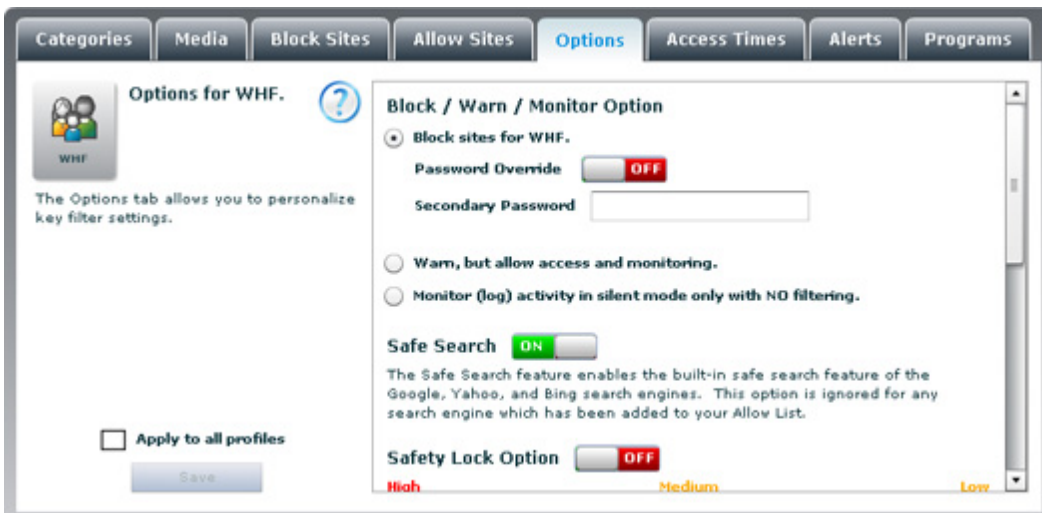 Categories
Media
Block Sites
Allow Sites
Options
Access Times
Alerts
Programs
Options for WHF.
?
WHF
The Options tab allows you to personalize
key filter settings.
Apply to all profiles
Save
Block / Warn / Monitor Option
Block sites for WHF.
Password Override
OFF
Secondary Password
Warn, but allow access and monitoring.
Monitor (log) activity in silent mode only with NO filtering.
Safe Search
ON
The Safe Search feature enables the built-in safe search feature of the
Google, Yahoo, and Bing search engines. This option is ignored for any
search engine which has been added to your Allow List.
Safety Lock Option
OFF
High
Medium
Low